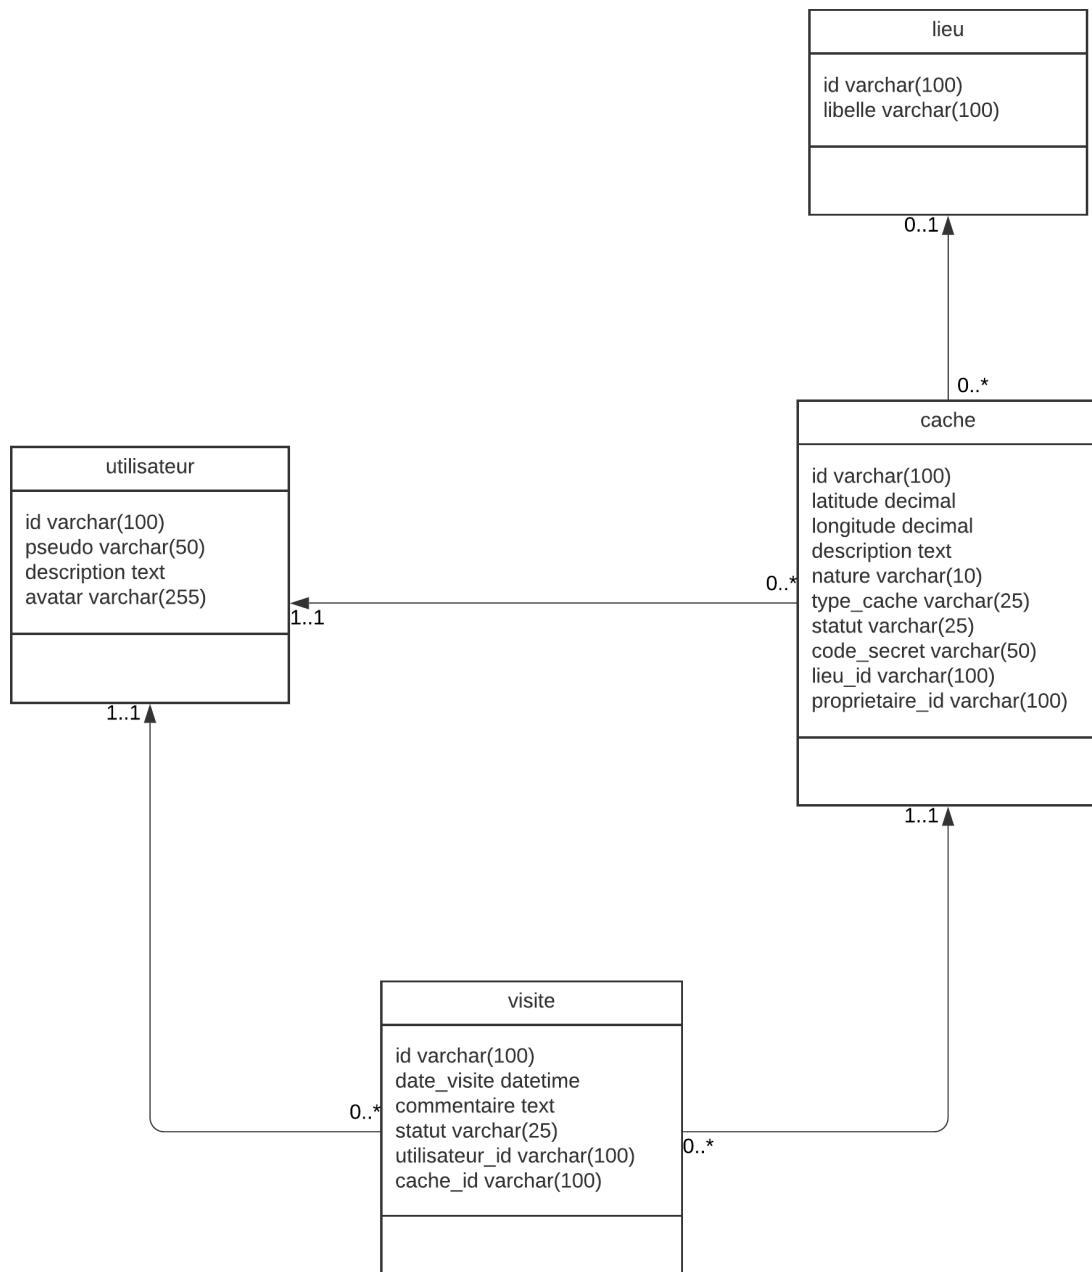 lieu
id varchar(100)
libelle varchar(100)
0..1
0..*
cache
id varchar(100)
latitude decimal
longitude decimal
description text
nature varchar(10)
type_cache varchar(25)
statut varchar(25)
code_secret varchar(50)
lieu_id varchar(100)
proprietaire_id varchar(100)
utilisateur
id varchar(100)
pseudo varchar(50)
description text
avatar varchar(255)
0..*
1..1
1..1
1..1
visite
id varchar(100)
date_visite datetime
commentaire text
statut varchar(25)
utilisateur_id varchar(100)
cache_id varchar(100)
0..*
0..*